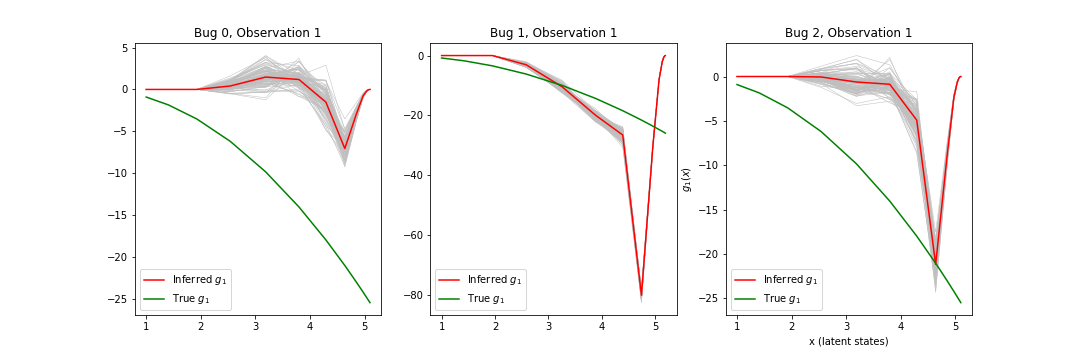 Bug 0, Observation 1
5
0
−5
−10
−15
−20
−25
1 2 3 4 5
Inferred g₁
True g₁
Bug 1, Observation 1
0
−20
−40
−60
−80
1 2 3 4 5
Inferred g₁
True g₁
Bug 2, Observation 1
g₁(x)
0
−5
−10
−15
−20
−25
1 2 3 4 5
x (latent states)
Inferred g₁
True g₁